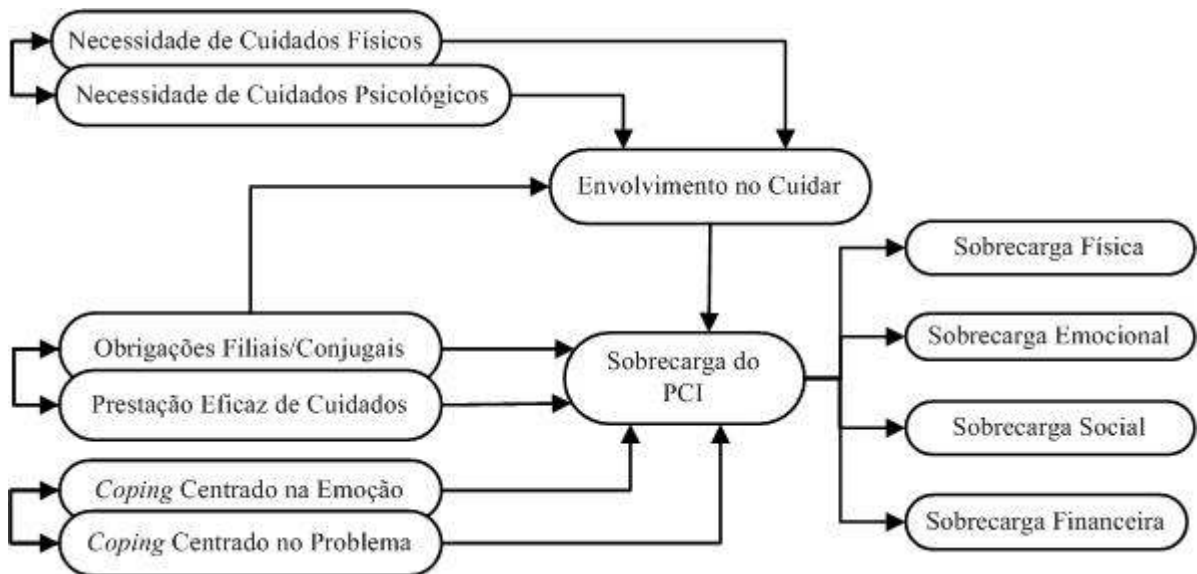 Necessidade de Cuidados Físicos
Necessidade de Cuidados Psicológicos
Envolvimento no Cuidar
Sobrecarga Física
Sobrecarga Emocional
Obrigações Filiais/Conjugais
Sobrecarga do
PCI
Prestação Eficaz de Cuidados
Sobrecarga Social
Coping Centrado na Emoção
Coping Centrado no Problema
Sobrecarga Financeira